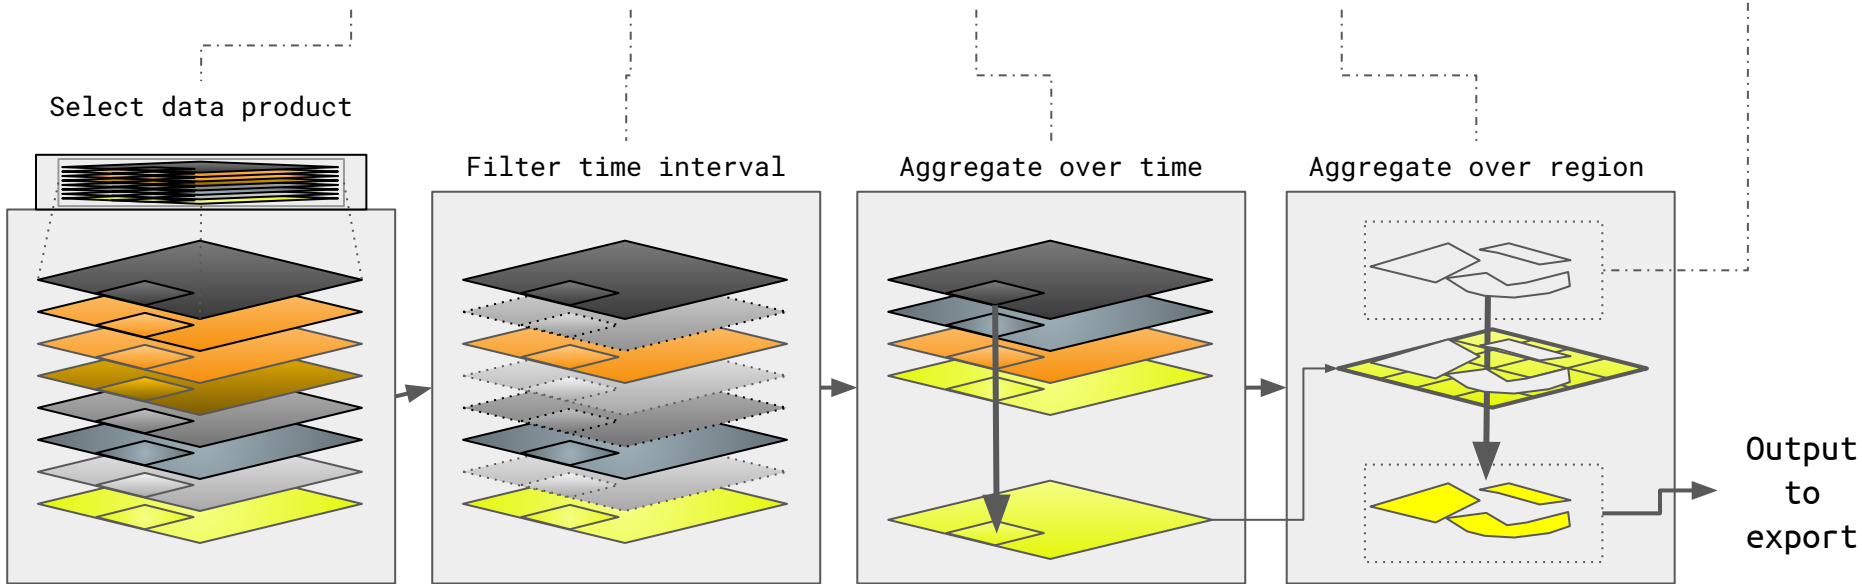 Select data product
Filter time interval
Aggregate over time
Aggregate over region
Output
to
export